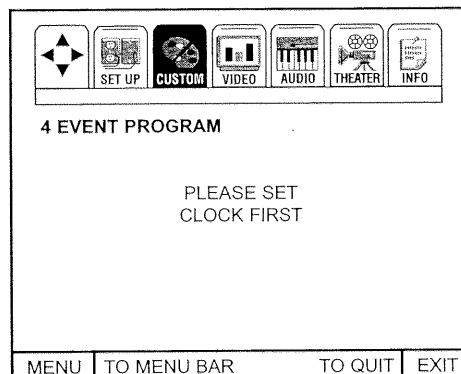 SET UP CUSTOM VIDEO AUDIO THEATER INFO
4 EVENT PROGRAM
PLEASE SET
CLOCK FIRST
MENU TO MENU BAR TO QUIT EXIT